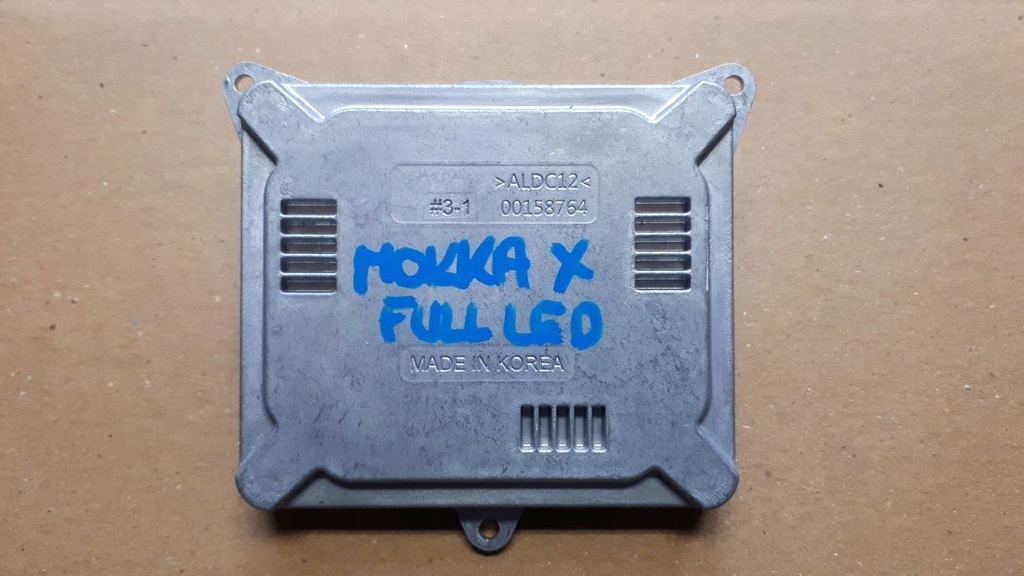 >ALDC12<
#3-1 00158764
MOKKA X
FULL LED
MADE IN KOREA